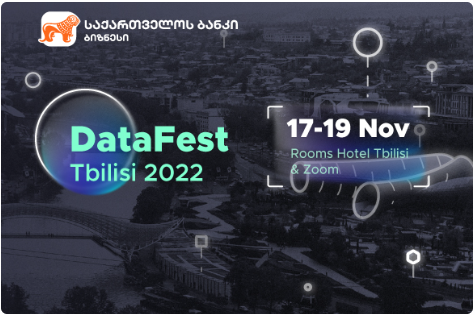 საქართველოს ბანკი
ბიზნესი
DataFest
Tbilisi 2022
17-19 Nov
Rooms Hotel Tbilisi
& Zoom